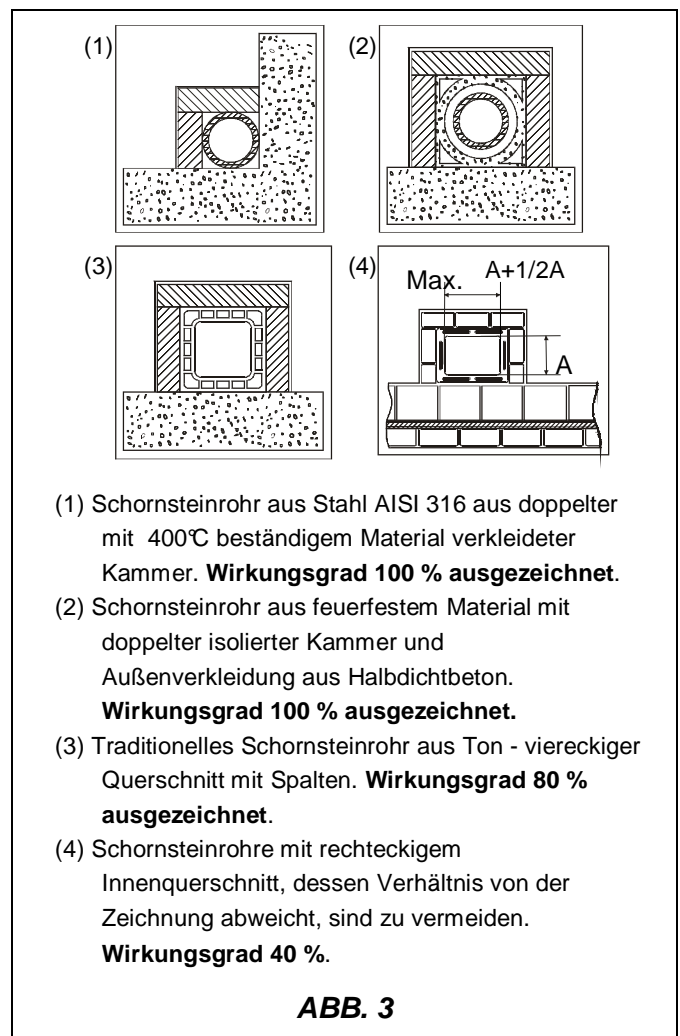 (1)
(2)
(3)
(4)
Max.
A+1/2A
A
(1) Schornsteinrohr aus Stahl AISI 316 aus doppelter
mit 400°C beständigem Material verkleideter
Kammer. Wirkungsgrad 100 % ausgezeichnet.
(2) Schornsteinrohr aus feuerfestem Material mit
doppelter isolierter Kammer und
Außenverkleidung aus Halbdichtbeton.
Wirkungsgrad 100 % ausgezeichnet.
(3) Traditionelles Schornsteinrohr aus Ton - viereckiger
Querschnitt mit Spalten. Wirkungsgrad 80 %
ausgezeichnet.
(4) Schornsteinrohre mit rechteckigem
Innenquerschnitt, dessen Verhältnis von der
Zeichnung abweicht, sind zu vermeiden.
Wirkungsgrad 40 %.
ABB. 3